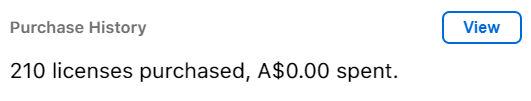 Purchase History
View
210 licenses purchased, A$0.00 spent.